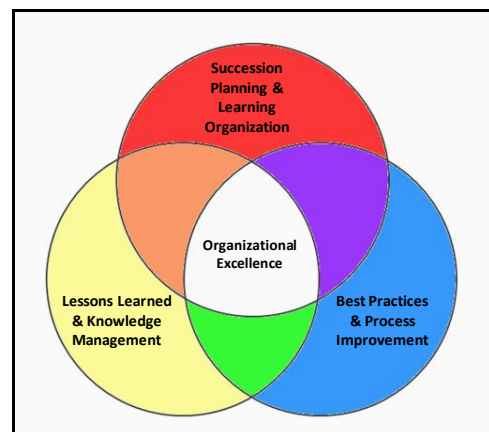 Succession
Planning &
Learning
Organization
Organizational
Excellence
Lessons Learned
& Knowledge
Management
Best Practices
& Process
Improvement